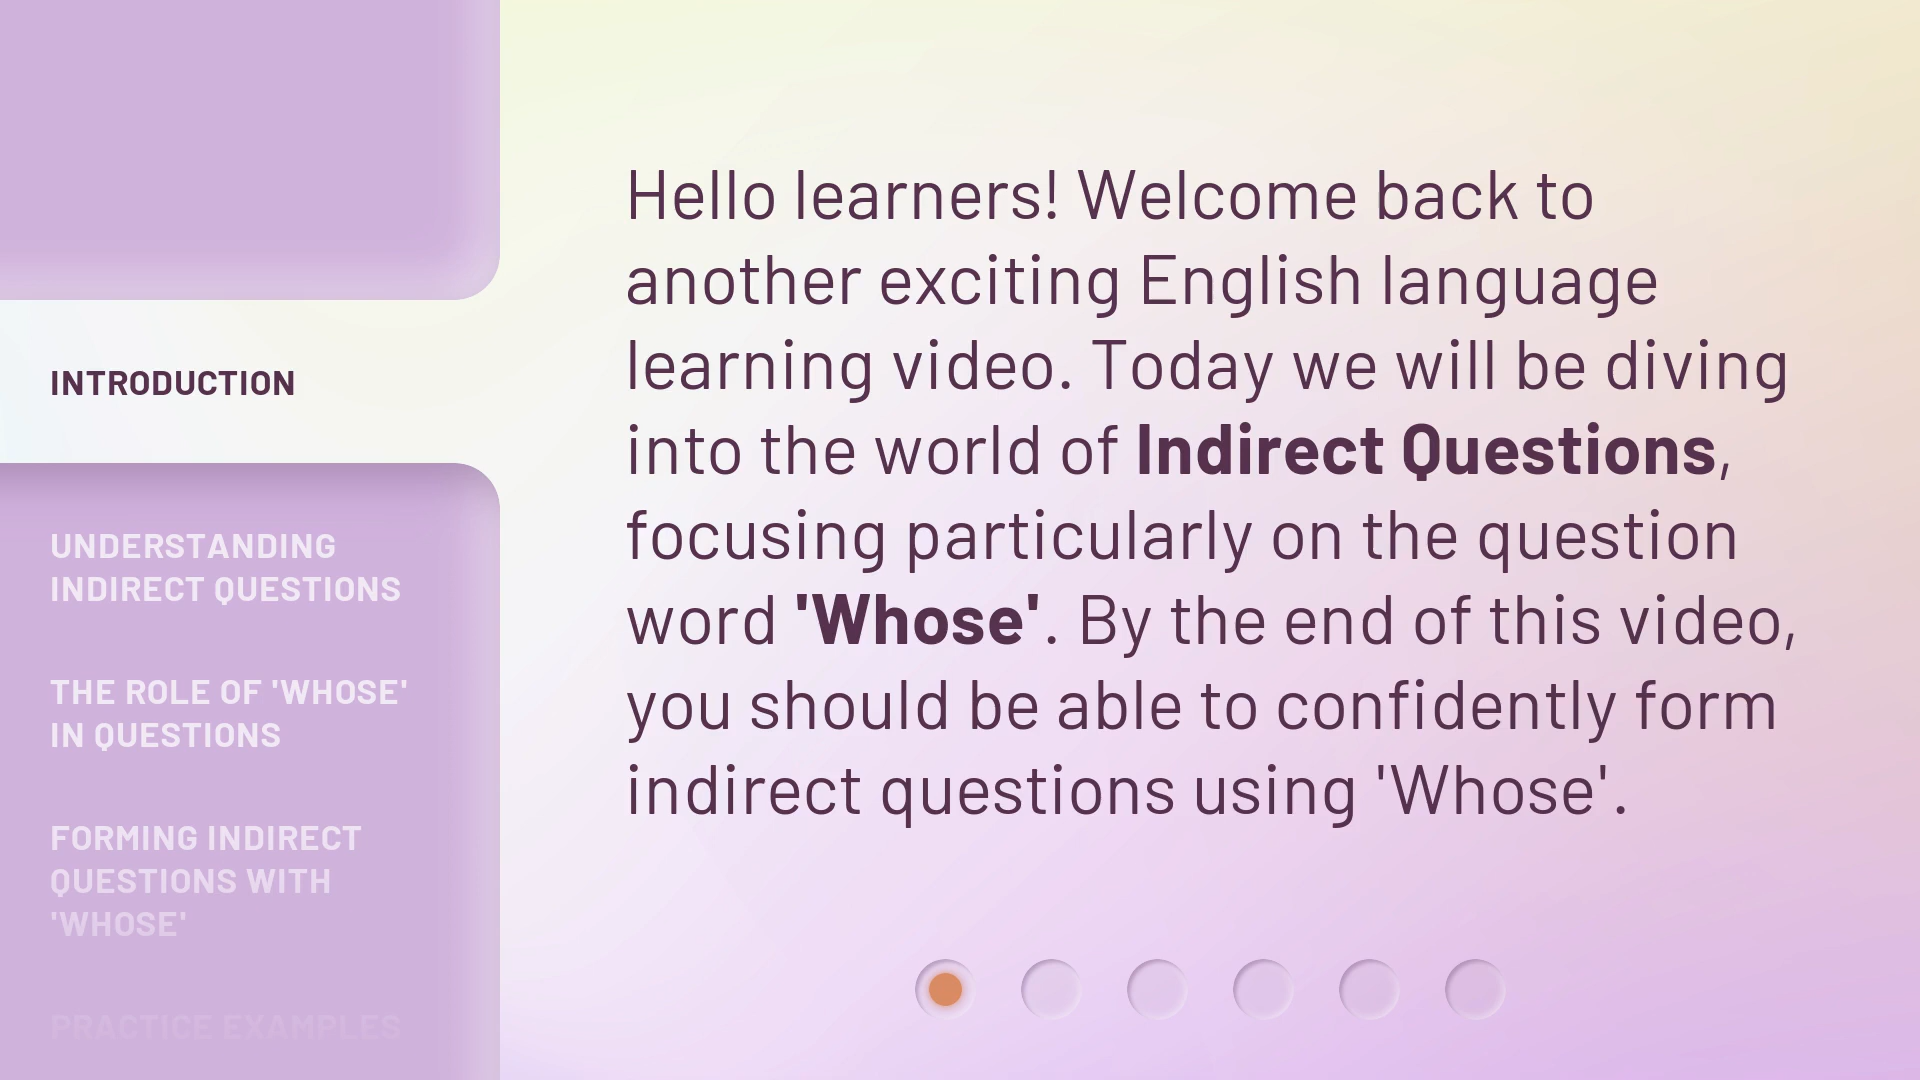 INTRODUCTION
UNDERSTANDING
INDIRECT QUESTIONS
THE ROLE OF 'WHOSE'
IN QUESTIONS
FORMING INDIRECT
QUESTIONS WITH
'WHOSE'
PRACTICE EXAMPLES
Hello learners! Welcome back to
another exciting English language
learning video. Today we will be diving
into the world of Indirect Questions,
focusing particularly on the question
word 'Whose'. By the end of this video,
you should be able to confidently form
indirect questions using 'Whose'.